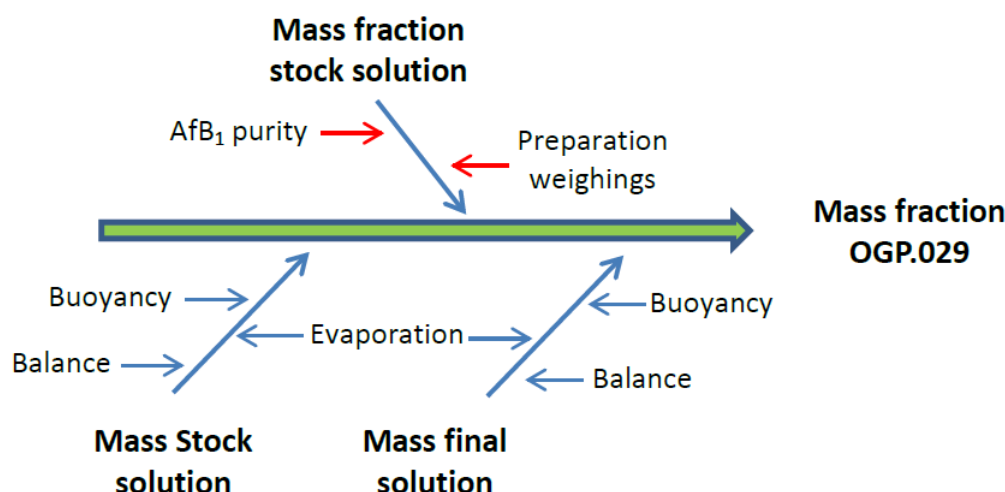 Mass fraction
stock solution
AfB₁ purity
Preparation
weighings
Mass fraction
OGP.029
Buoyancy
Evaporation
Buoyancy
Balance
Balance
Mass Stock
solution
Mass final
solution